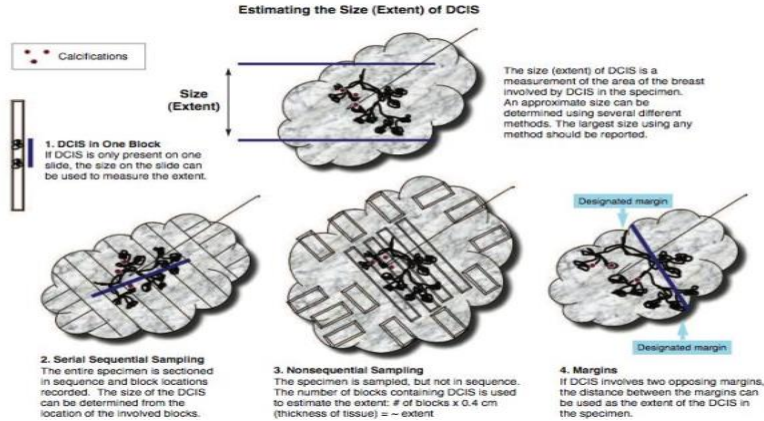 Estimating the Size (Extent) of DCIS
Calcifications
Size
(Extent)
The size (extent) of DCIS is a
measurement of the area of the breast
involved by DCIS in the specimen.
An approximate size can be
determined using several different
methods. The largest size using any
method should be reported.
1. DCIS in One Block
If DCIS is only present on one
slide, the size on the slide can
be used to measure the extent.
Designated margin
Designated margin
2. Serial Sequential Sampling
The entire specimen is sectioned
in sequence and block locations
recorded. The size of the DCIS
can be determined from the
location of the involved blocks.
3. Nonsequential Sampling
The specimen is sampled, but not in sequence.
The number of blocks containing DCIS is used
to estimate the extent: # of blocks x 0.4 cm
(thickness of tissue) = ~ extent
4. Margins
If DCIS involves two opposing margins,
the distance between the margins can
be used as the extent of the DCIS in
the specimen.